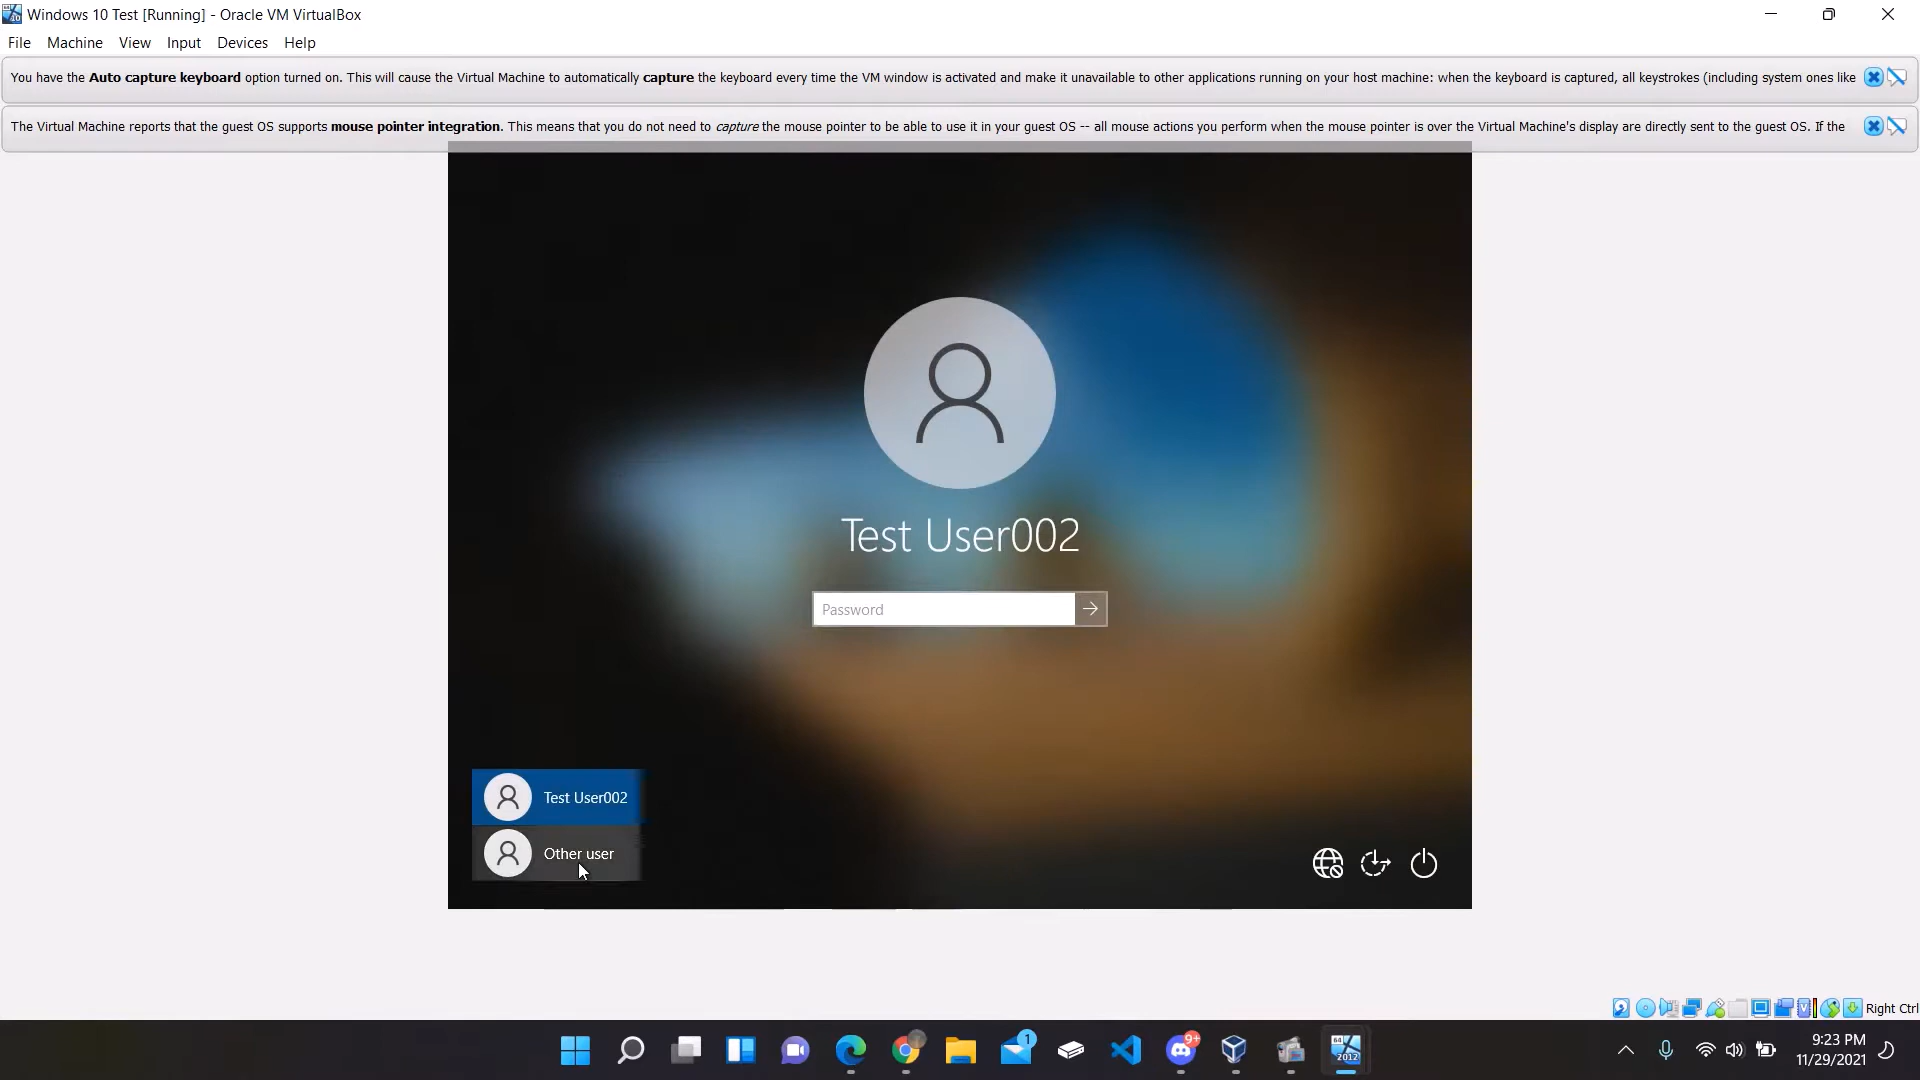 Windows 10 Test [Running] - Oracle VM VirtualBox
File Machine View Input Devices Help
You have the Auto capture keyboard option turned on. This will cause the Virtual Machine to automatically capture the keyboard every time the VM window is activated and make it unavailable to other applications running on your host machine: when the keyboard is captured, all keystrokes (including system ones like
The Virtual Machine reports that the guest OS supports mouse pointer integration. This means that you do not need to capture the mouse pointer to be able to use it in your guest OS -- all mouse actions you perform when the mouse pointer is over the Virtual Machine's display are directly sent to the guest OS. If the
Test User002
Password
Test User002
Other user
Right Ctrl
1
9+
64
2012
9:23 PM
11/29/2021